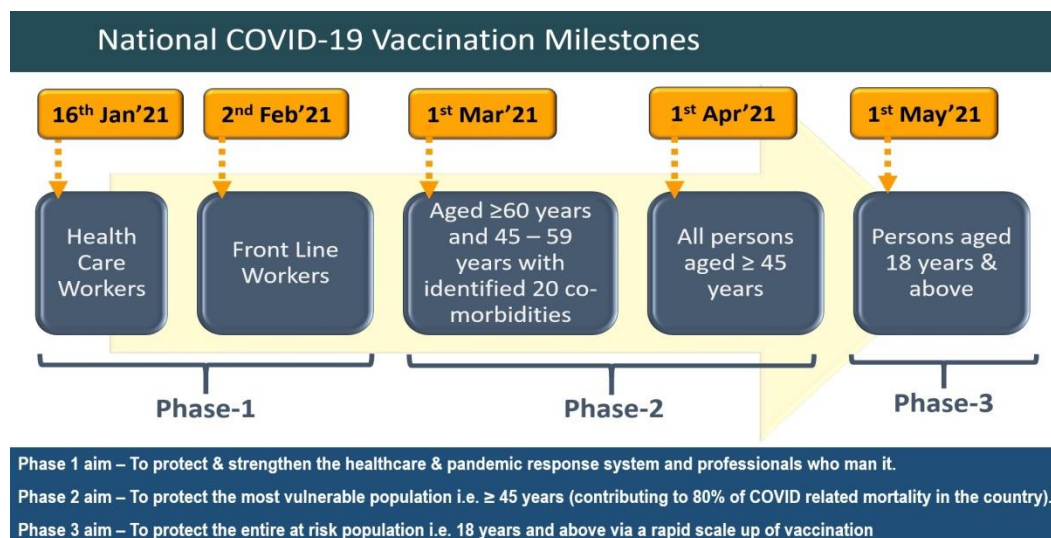 National COVID-19 Vaccination Milestones
16th Jan'21
2nd Feb'21
1st Mar'21
1st Apr'21
1st May'21
Health
Care
Workers
Front Line
Workers
Aged ≥60 years
and 45 – 59
years with
identified 20 co-
morbidities
All persons
aged ≥ 45
years
Persons aged
18 years &
above
Phase-1
Phase-2
Phase-3
Phase 1 aim – To protect & strengthen the healthcare & pandemic response system and professionals who man it.
Phase 2 aim – To protect the most vulnerable population i.e. ≥ 45 years (contributing to 80% of COVID related mortality in the country).
Phase 3 aim – To protect the entire at risk population i.e. 18 years and above via a rapid scale up of vaccination